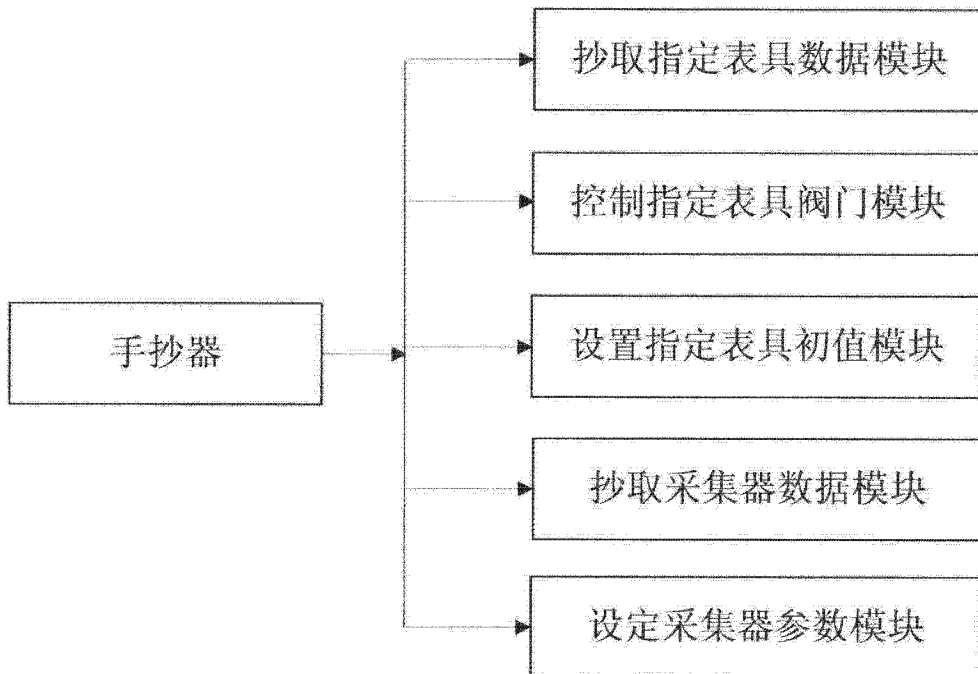 抄取指定表具数据模块
控制指定表具阀门模块
手抄器
设置指定表具初值模块
抄取采集器数据模块
设定采集器参数模块